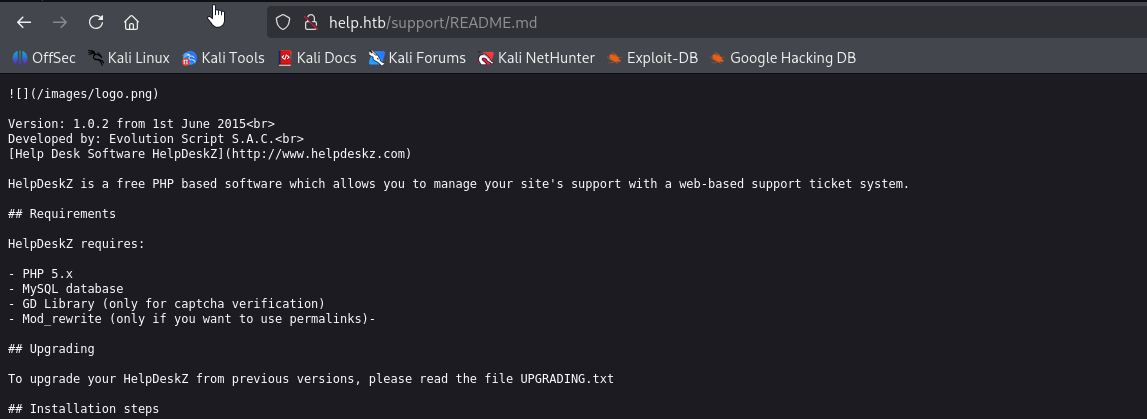 help.htb/support/README.md
OffSec Kali Linux Kali Tools Kali Docs Kali Forums Kali NetHunter Exploit-DB Google Hacking DB
![](/images/logo.png)
Version: 1.0.2 from 1st June 2015<br>
Developed by: Evolution Script S.A.C.<br>
[Help Desk Software HelpDeskZ](http://www.helpdeskz.com)
HelpDeskZ is a free PHP based software which allows you to manage your site's support with a web-based support ticket system.
## Requirements
HelpDeskZ requires:
- PHP 5.x
- MySQL database
- GD Library (only for captcha verification)
- Mod_rewrite (only if you want to use permalinks)-
## Upgrading
To upgrade your HelpDeskZ from previous versions, please read the file UPGRADING.txt
## Installation steps